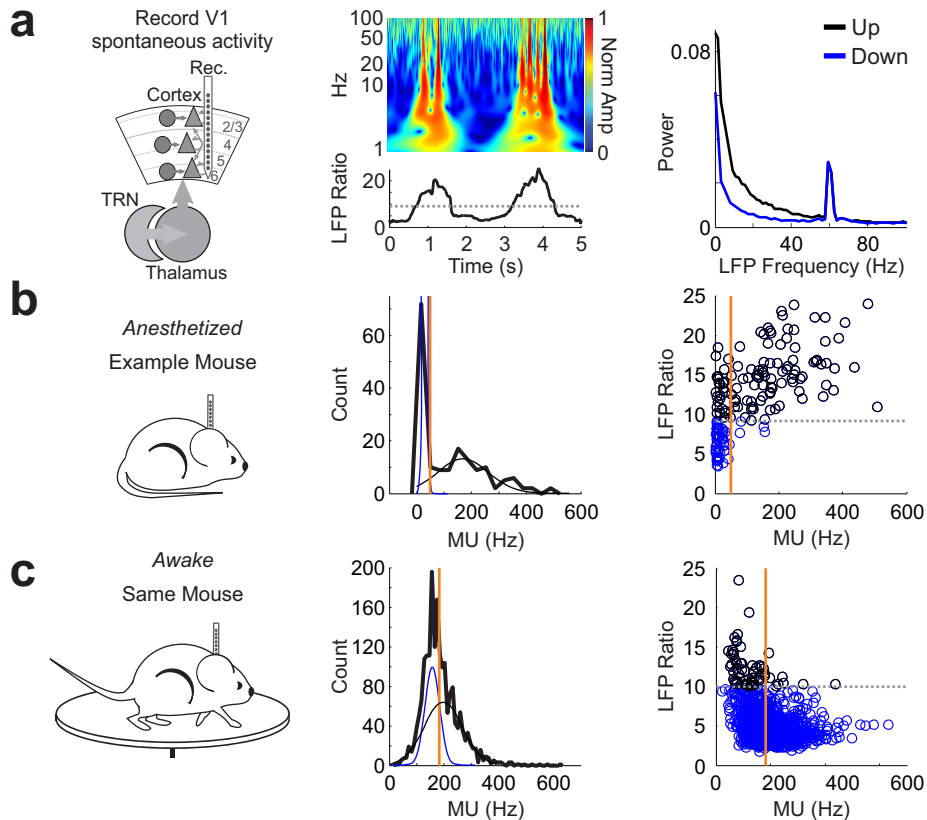 a
Record V1
spontaneous activity
Rec.
Cortex
2/3
4
5
6
TRN
Thalamus
Hz
100
50
20
10
1
1
0
Norm Amp
LFP Ratio
20
10
0
0 1 2 3 4 5
Time (s)
Up
Down
Power
0.08
0
0 40 80
LFP Frequency (Hz)
b
Anesthetized
Example Mouse
Count
60
40
20
0
0 200 400 600
MU (Hz)
LFP Ratio
25
20
15
10
5
0
0 200 400 600
MU (Hz)
c
Awake
Same Mouse
Count
200
160
120
80
40
0
0 200 400 600
MU (Hz)
LFP Ratio
25
20
15
10
5
0
0 200 400 600
MU (Hz)